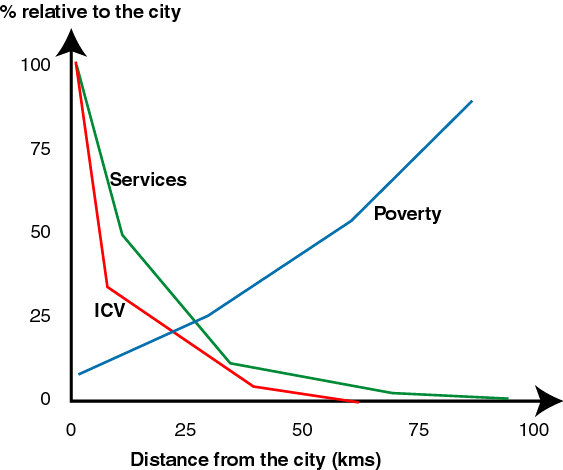 % relative to the city
100
75
Services
Poverty
50
25
ICV
0
0 25 50 75 100
Distance from the city (kms)